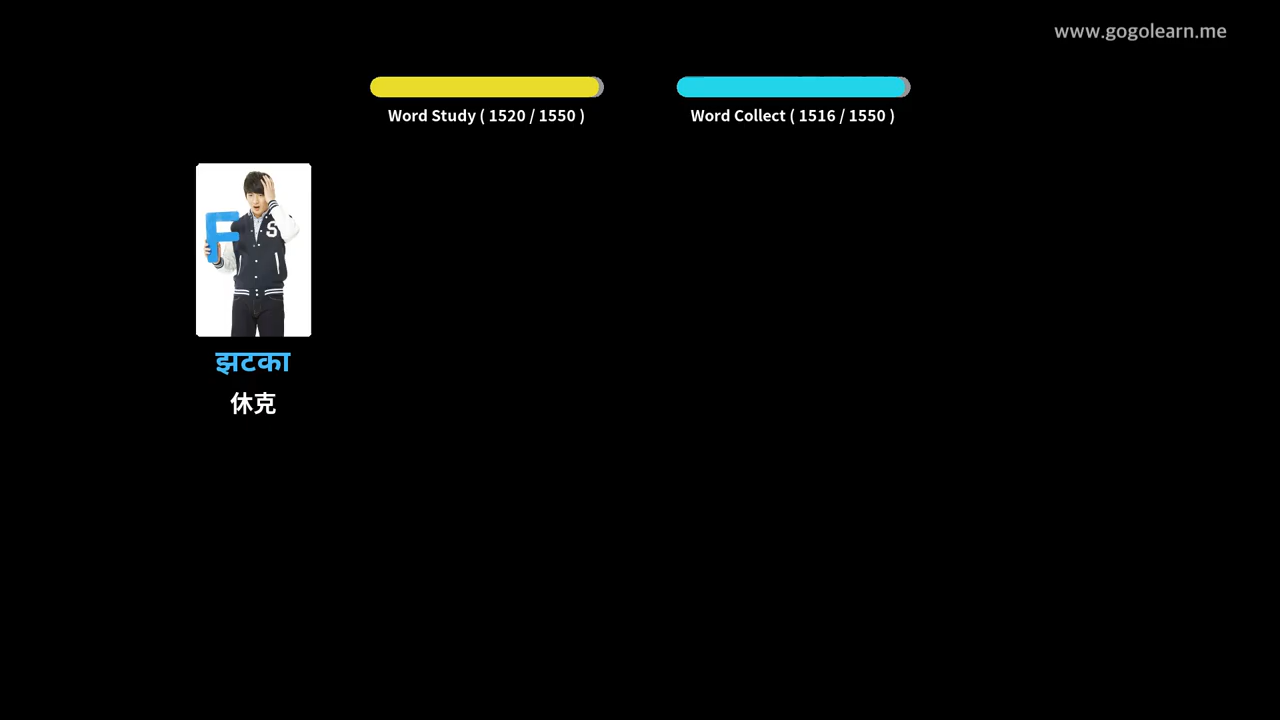 www.gogolearn.me
Word Study ( 1520 / 1550 )
Word Collect ( 1516 / 1550 )
F
S
झटका
休克